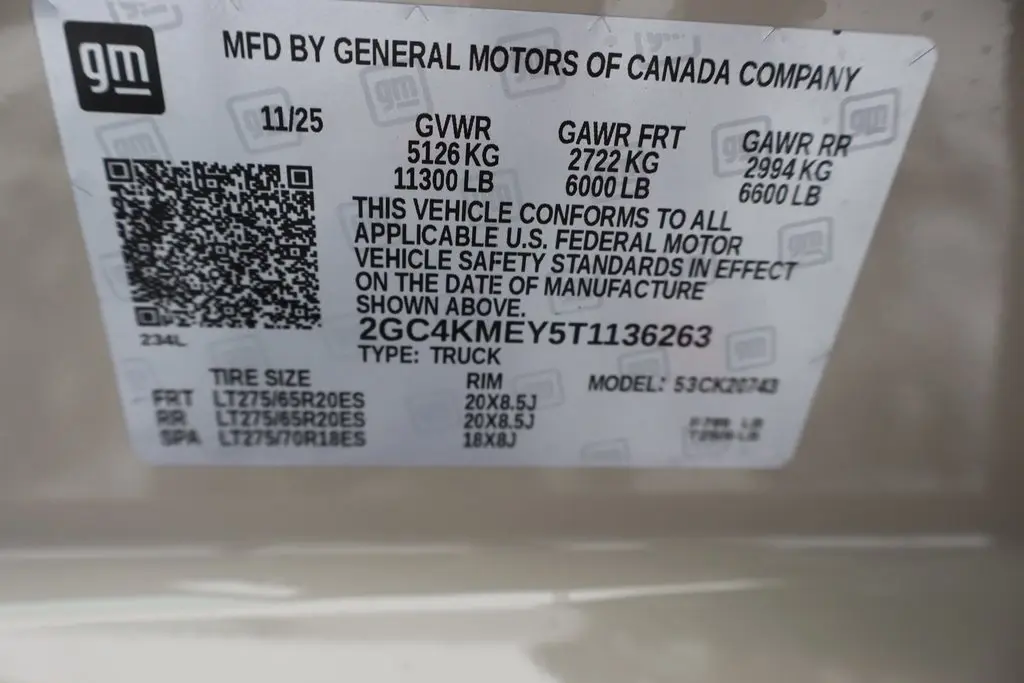 gm
MFD BY GENERAL MOTORS OF CANADA COMPANY
11/25 GVWR GAWR FRT GAWR RR
5126 KG 2722 KG 2994 KG
11300 LB 6000 LB 6600 LB
THIS VEHICLE CONFORMS TO ALL
APPLICABLE U.S. FEDERAL MOTOR
VEHICLE SAFETY STANDARDS IN EFFECT
ON THE DATE OF MANUFACTURE
SHOWN ABOVE.
234L
2GC4KMEY5T1136263
TYPE: TRUCK
TIRE SIZE RIM MODEL: 53CK20743
FRT LT275/65R20ES 20X8.5J
RR LT275/65R20ES 20X8.5J
SPA LT275/70R18ES 18X8J